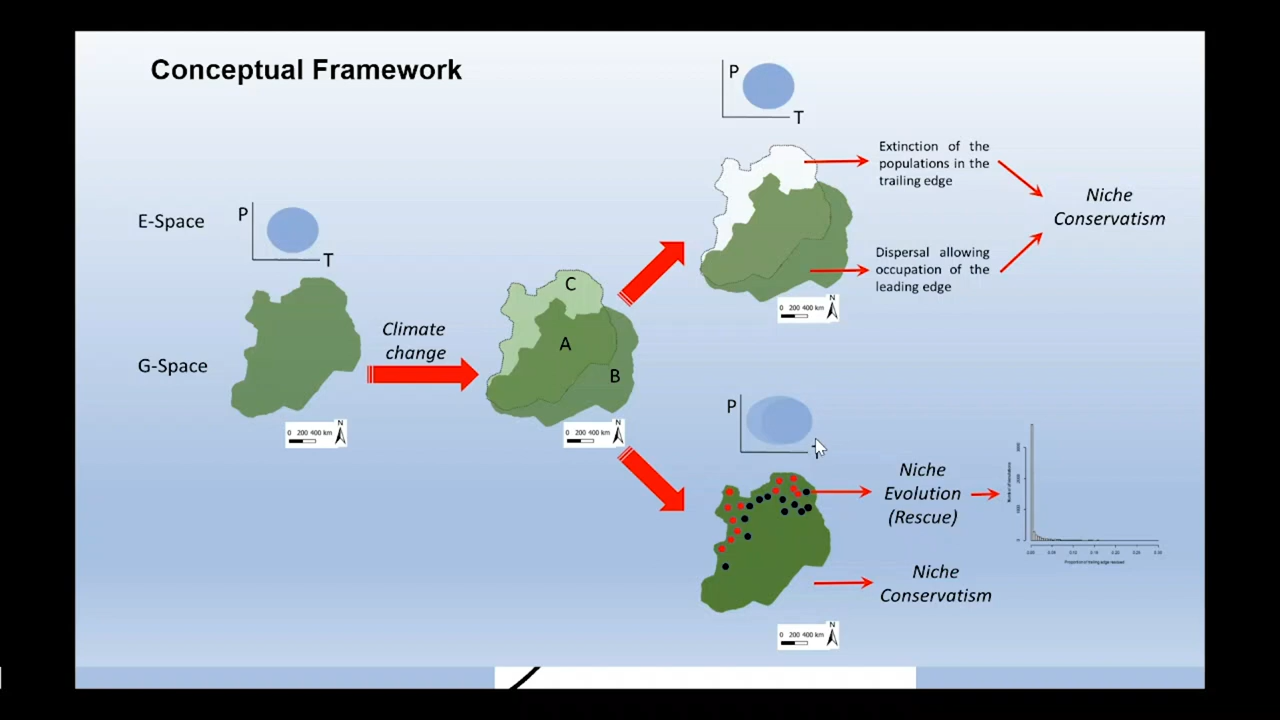 Conceptual Framework
P
T
Extinction of the
populations in the
trailing edge
Niche
Conservatism
Dispersal allowing
occupation of the
leading edge
N
0 200 400 km
E-Space
P
T
G-Space
N
0 200 400 km
Climate
change
C
A
B
N
0 200 400 km
P
Niche
Evolution
(Rescue)
Niche
Conservatism
N
0 200 400 km